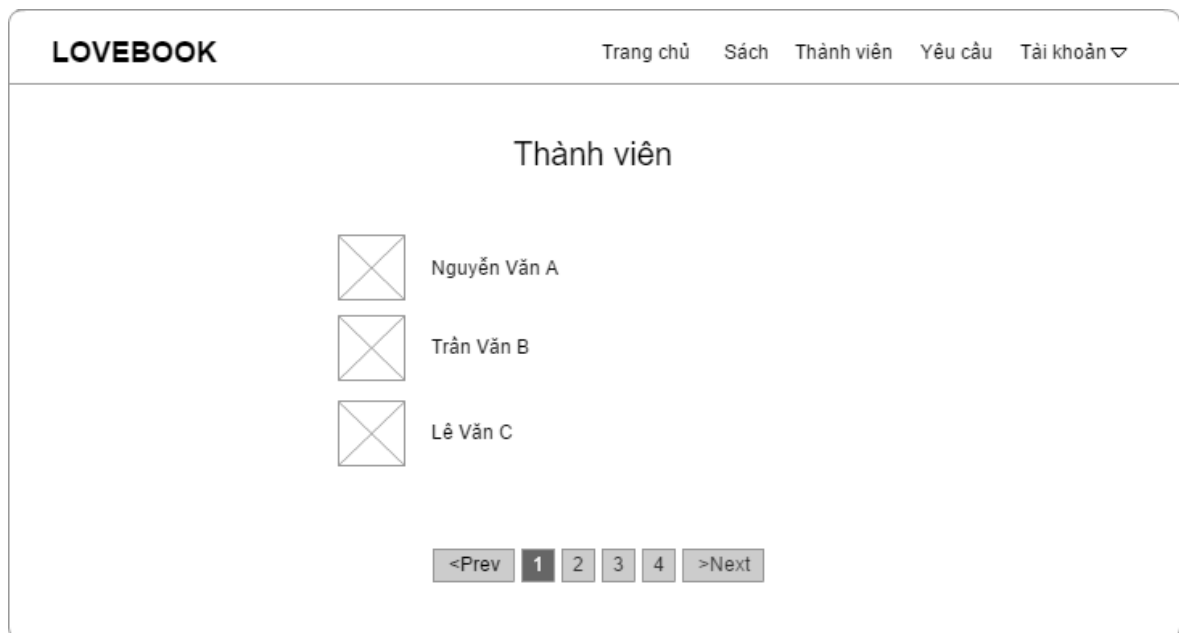 LOVEBOOK Trang chủ Sách Thành viên Yêu cầu Tài khoản
Thành viên
Nguyễn Văn A
Trần Văn B
Lê Văn C
<Prev 1 2 3 4 >Next